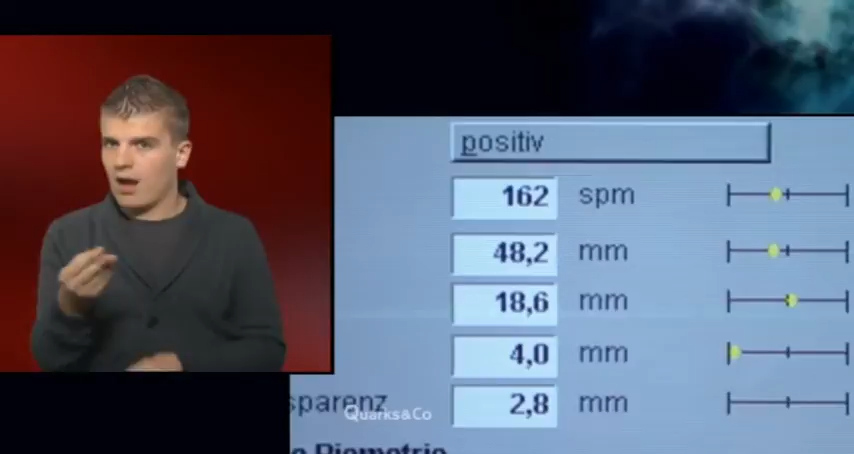 positiv
162 spm
48,2 mm
18,6 mm
4,0 mm
sparenz 2,8 mm
Quarks&Co